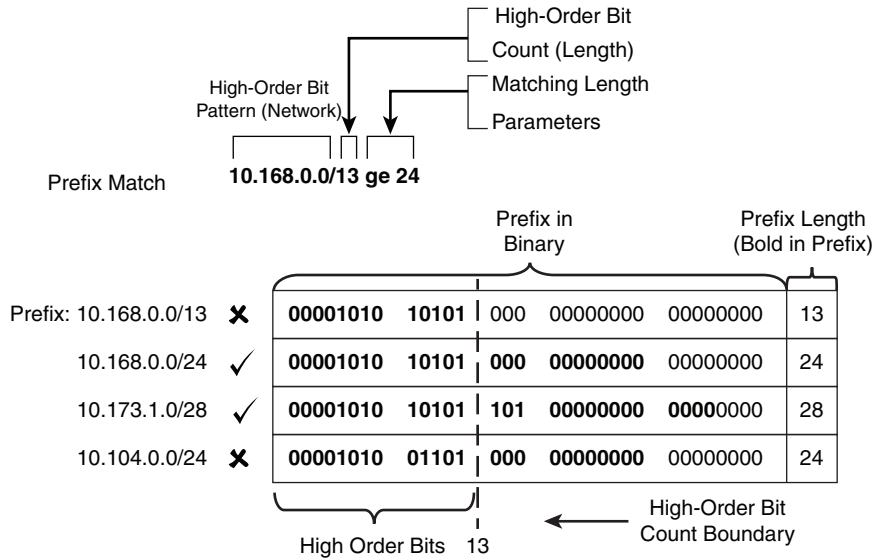 High-Order Bit
Count (Length)
Matching Length
Parameters
High-Order Bit
Pattern (Network)
Prefix Match
10.168.0.0/13 ge 24
Prefix in
Binary
Prefix Length
(Bold in Prefix)
Prefix: 10.168.0.0/13 ✘ 00001010 10101 000 00000000 00000000 13
10.168.0.0/24 ✓ 00001010 10101 000 00000000 00000000 24
10.173.1.0/28 ✓ 00001010 10101 101 00000000 00000000 28
10.104.0.0/24 ✘ 00001010 01101 000 00000000 00000000 24
High Order Bits
13
High-Order Bit
Count Boundary